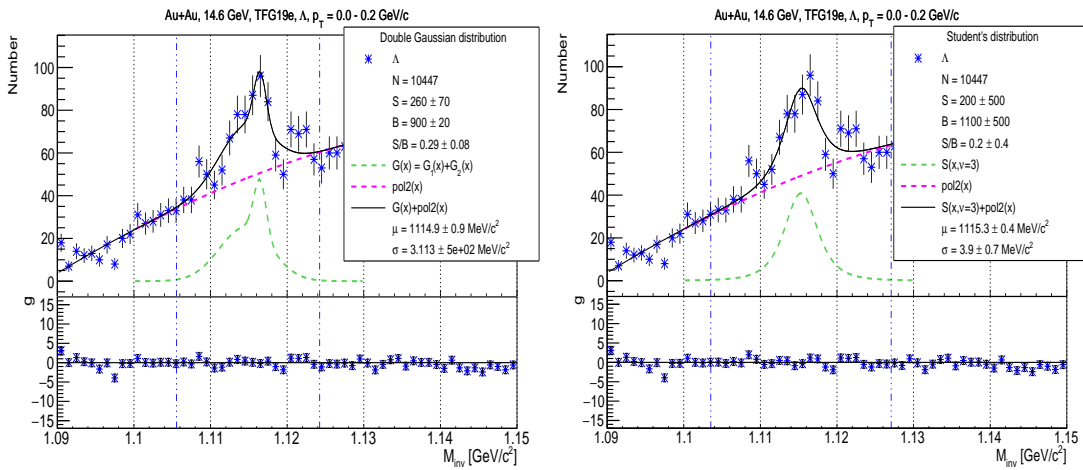 Au+Au, 14.6 GeV, TFG19e, Λ, p_T = 0.0 - 0.2 GeV/c
Number
100
80
60
40
20
0
Double Gaussian distribution
Λ
N = 10447
S = 260 ± 70
B = 900 ± 20
S/B = 0.29 ± 0.08
G(x) = G_1(x)+G_2(x)
pol2(x)
G(x)+pol2(x)
μ = 1114.9 ± 0.9 MeV/c²
σ = 3.113 ± 5e+02 MeV/c²
g
15
10
5
0
−5
−10
−15
1.09 1.1 1.11 1.12 1.13 1.14 1.15
M_inv [GeV/c²]
Au+Au, 14.6 GeV, TFG19e, Λ, p_T = 0.0 - 0.2 GeV/c
Number
100
80
60
40
20
0
Student's distribution
Λ
N = 10447
S = 200 ± 500
B = 1100 ± 500
S/B = 0.2 ± 0.4
S(x,ν=3)
pol2(x)
S(x,ν=3)+pol2(x)
μ = 1115.3 ± 0.4 MeV/c²
σ = 3.9 ± 0.7 MeV/c²
g
15
10
5
0
−5
−10
−15
1.09 1.1 1.11 1.12 1.13 1.14 1.15
M_inv [GeV/c²]